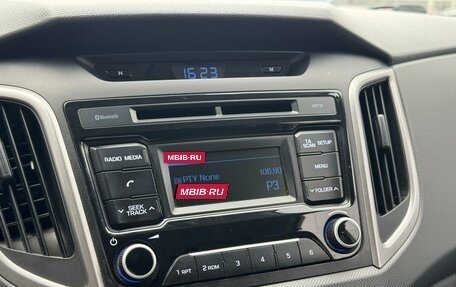 H 16:23 M
Bluetooth MP3
RADIO MEDIA
TA SCAN SETUP
MBIB·RU
PTY None 106.80
MENU
MBIB·RU
P3
FOLDER
SEEK TRACK
1 RPT 2 RDM 3 4 5 6